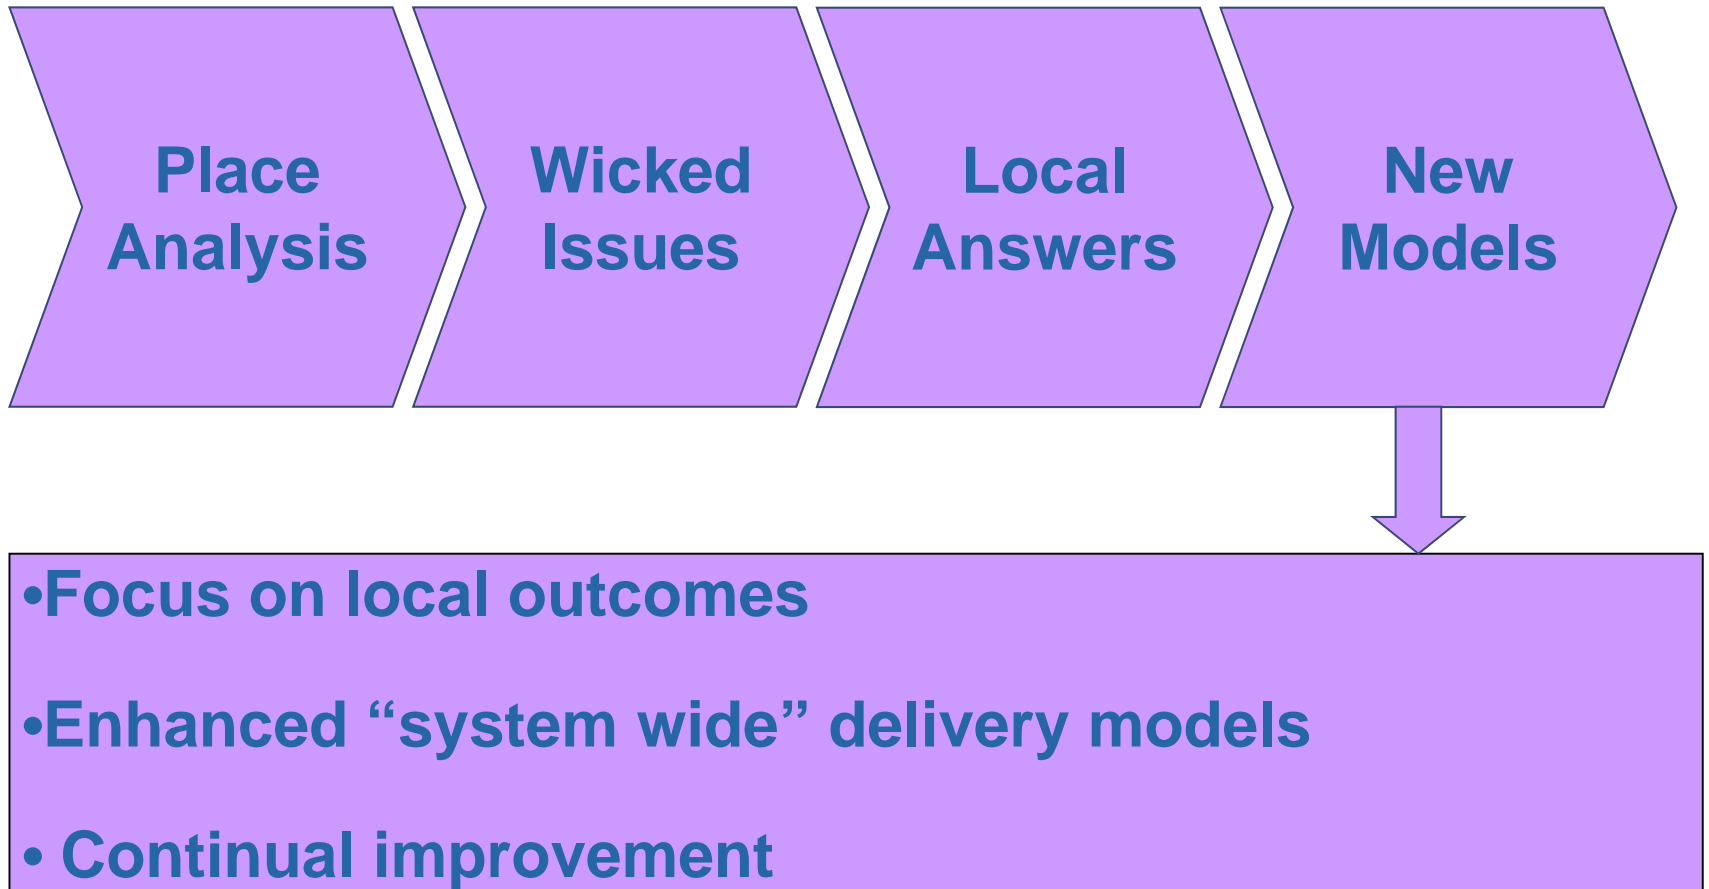 Place
Analysis
Wicked
Issues
Local
Answers
New
Models
•Focus on local outcomes
•Enhanced “system wide” delivery models
• Continual improvement